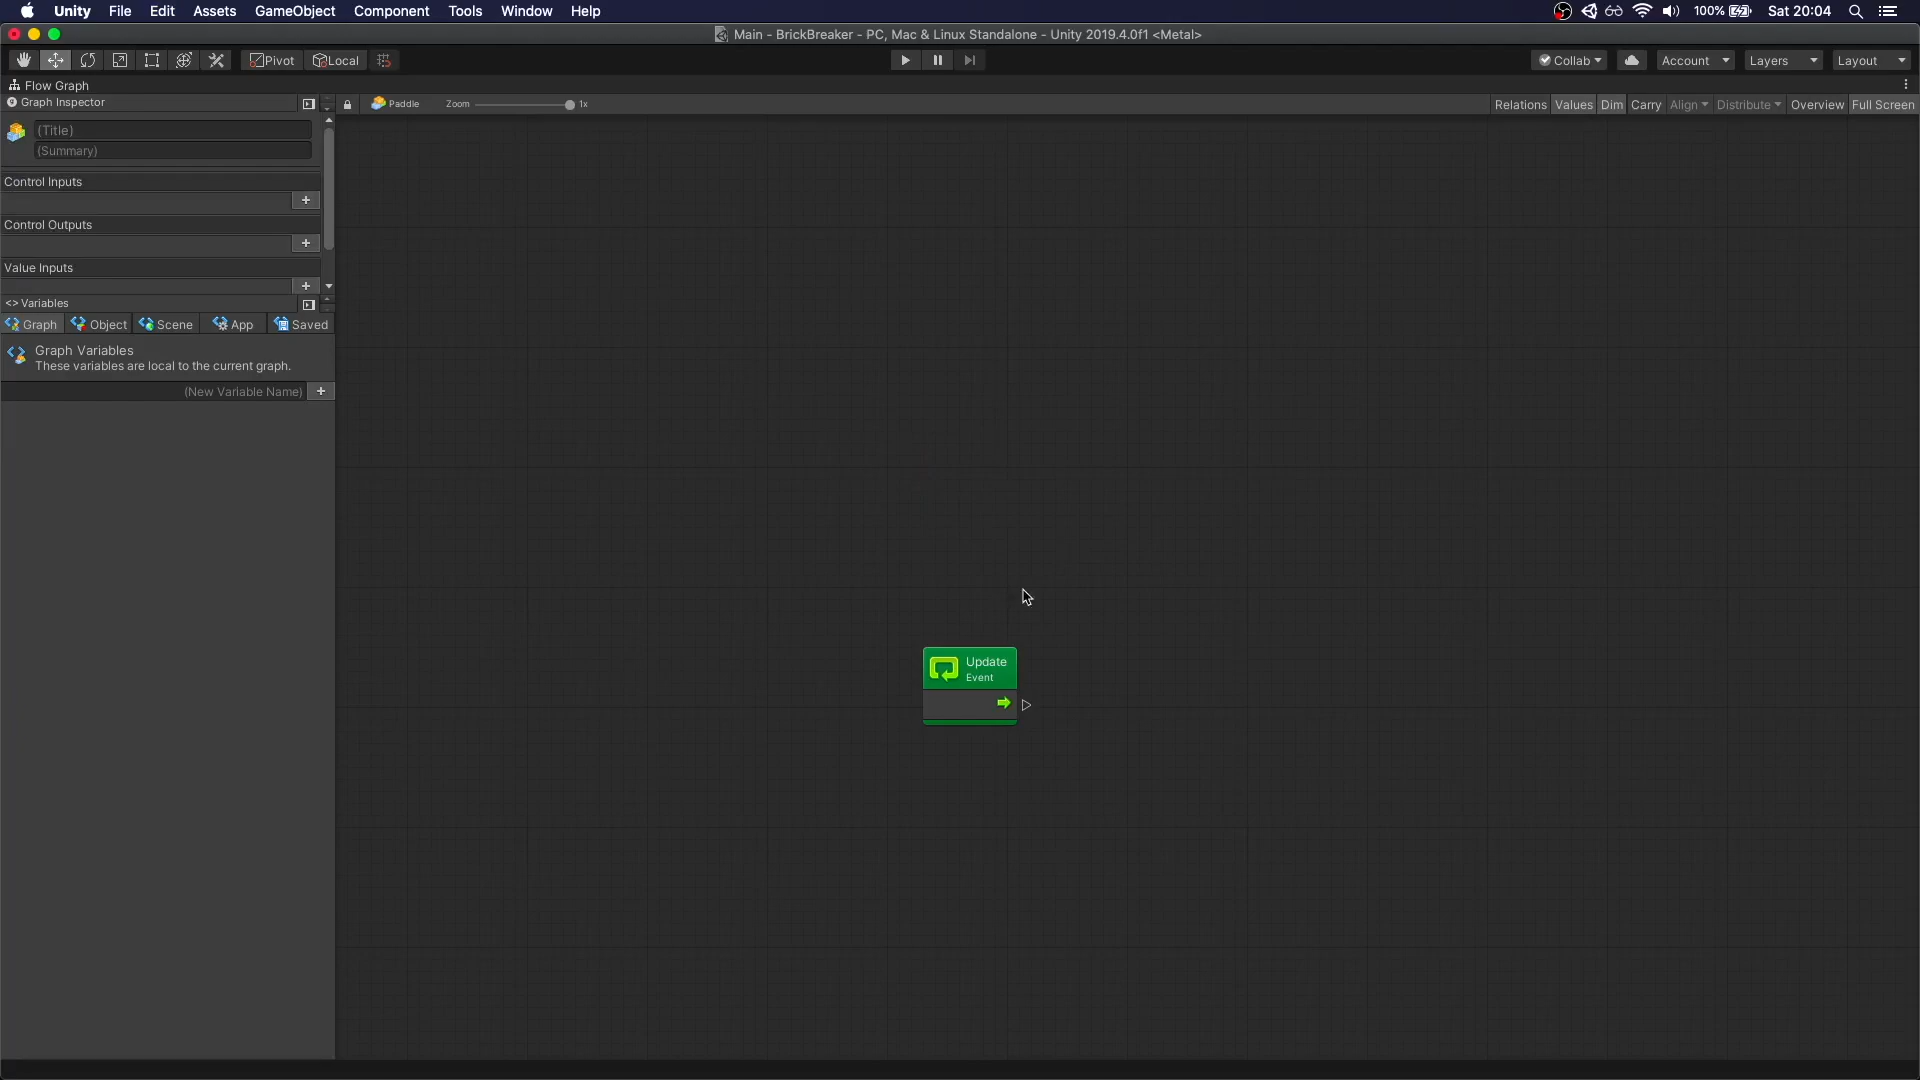 Unity File Edit Assets GameObject Component Tools Window Help 100% Sat 20:04
Main - BrickBreaker - PC, Mac & Linux Standalone - Unity 2019.4.0f1 <Metal>
Pivot Local Collab Account Layers Layout
Flow Graph
Graph Inspector Paddle Zoom 1x Relations Values Dim Carry Align Distribute Overview Full Screen
(Title)
(Summary)
Control Inputs
+
Control Outputs
+
Value Inputs
+
<> Variables
Graph Object Scene App Saved
Graph Variables
These variables are local to the current graph.
(New Variable Name) +
Update
Event